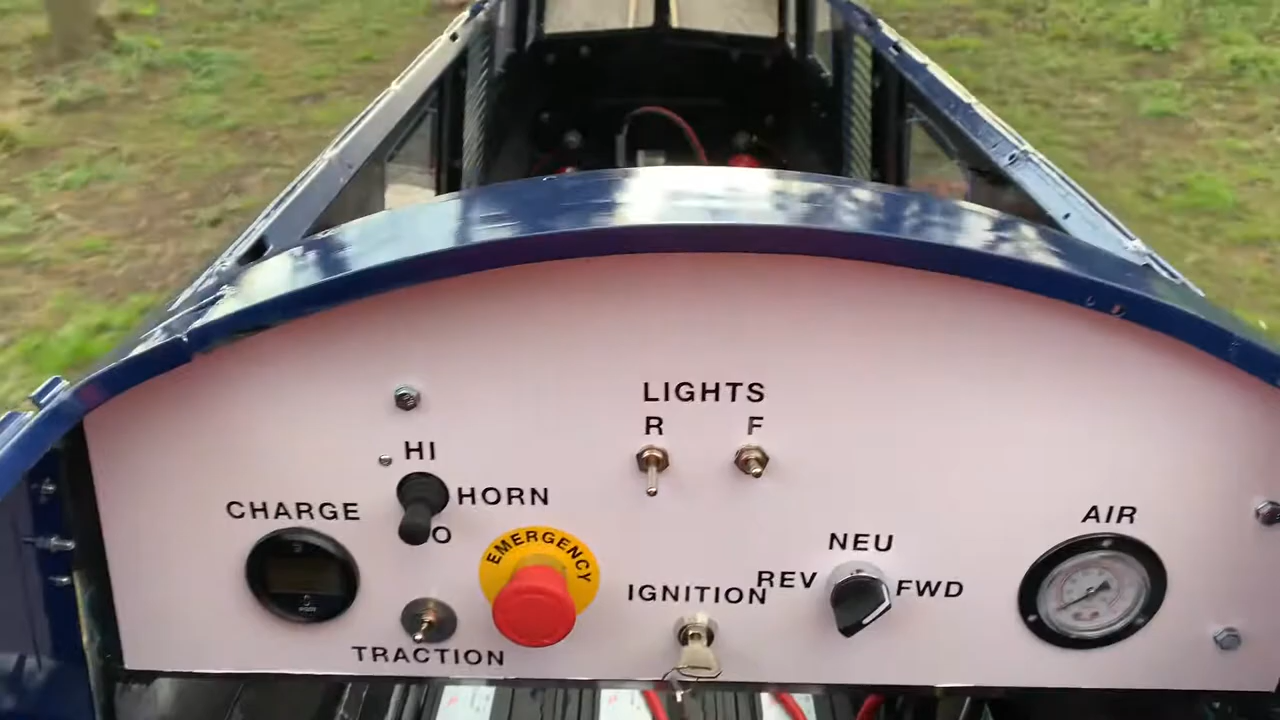 LIGHTS
R F
HI
HORN
CHARGE
AIR
EMERGENCY
NEU
REV FWD
IGNITION
TRACTION